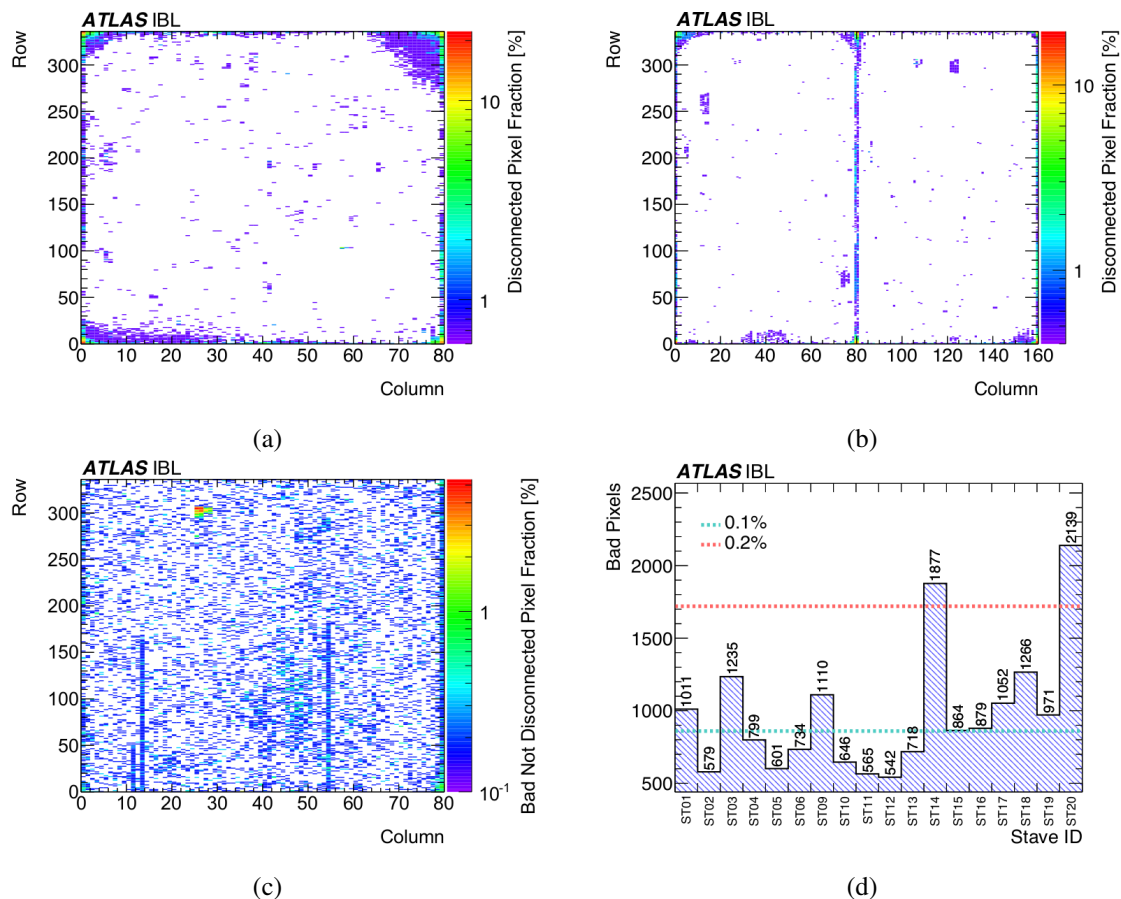 ATLAS IBL
Row
300
250
200
150
100
50
0
0 10 20 30 40 50 60 70 80
Column
10
1
Disconnected Pixel Fraction [%]
(a)
ATLAS IBL
Row
300
250
200
150
100
50
0
0 20 40 60 80 100 120 140 160
Column
10
1
Disconnected Pixel Fraction [%]
(b)
ATLAS IBL
Row
300
250
200
150
100
50
0
0 10 20 30 40 50 60 70 80
Column
1
10⁻¹
Bad Not Disconnected Pixel Fraction [%]
(c)
ATLAS IBL
Bad Pixels
2500
2000
1500
1000
500
0.1%
0.2%
1011 579 1235 799 601 734 1110 646 565 542 718 1877 864 879 1052 1266 971 2139
ST01 ST02 ST03 ST04 ST05 ST06 ST09 ST10 ST11 ST12 ST13 ST14 ST15 ST16 ST17 ST18 ST19 ST20
Stave ID
(d)